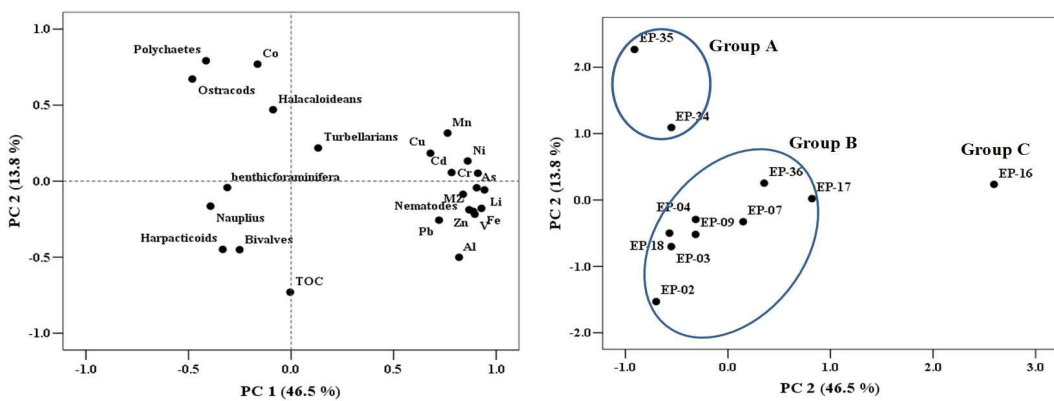 1.0
0.5
0.0
-0.5
-1.0
PC 2 (13.8 %)
Polychaetes
Co
Ostracods
Halacaloideans
Turbellarians
Mn
Cu
Ni
Cd
Cr
As
benthicforaminifera
MZ
Li
Nauplius
Nematodes
Fe
Zn
V
Pb
Harpacticoids
Bivalves
Al
TOC
-1.0 -0.5 0.0 0.5 1.0
PC 1 (46.5 %)
2.0
1.0
0.0
-1.0
-2.0
PC 2 (13.8 %)
EP-35
Group A
EP-34
Group B
Group C
EP-36
EP-16
EP-17
EP-04
EP-07
EP-09
EP-18
EP-03
EP-02
-1.0 0.0 1.0 2.0 3.0
PC 2 (46.5 %)